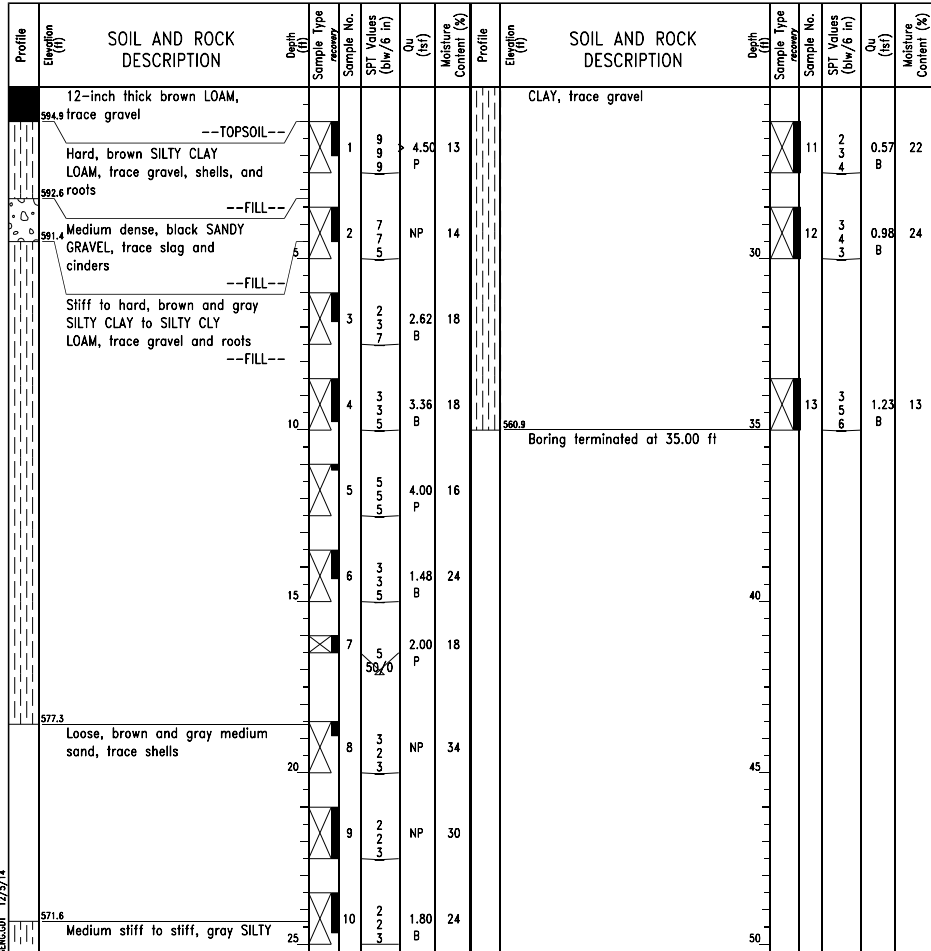 Profile
Elevation (ft)
SOIL AND ROCK
DESCRIPTION
Depth (ft)
Sample Type
recovery
Sample No.
SPT Values (blw/6 in)
Qu (tsf)
Moisture Content (%)
12-inch thick brown LOAM,
594.9 trace gravel
--TOPSOIL--
Hard, brown SILTY CLAY
LOAM, trace gravel, shells, and
roots
592.6
--FILL--
Medium dense, black SANDY
591.4
GRAVEL, trace slag and
cinders
--FILL--
Stiff to hard, brown and gray
SILTY CLAY to SILTY CLY
LOAM, trace gravel and roots
--FILL--
577.3
Loose, brown and gray medium
sand, trace shells
571.6
Medium stiff to stiff, gray SILTY
5
10
15
20
25
1 9 9 9 > 4.50 P 13
2 7 7 5 NP 14
3 2 3 7 2.62 B 18
4 3 3 5 3.36 B 18
5 5 5 5 4.00 P 16
6 3 3 5 1.48 B 24
7 5 50/0 2.00 P 18
8 3 2 3 NP 34
9 2 2 3 NP 30
10 2 2 3 1.80 B 24
Profile
Elevation (ft)
SOIL AND ROCK
DESCRIPTION
Depth (ft)
Sample Type
recovery
Sample No.
SPT Values (blw/6 in)
Qu (tsf)
Moisture Content (%)
CLAY, trace gravel
560.9
Boring terminated at 35.00 ft
30
35
40
45
50
11 2 3 4 0.57 B 22
12 3 4 3 0.98 B 24
13 3 5 6 1.23 B 13
12/5/14